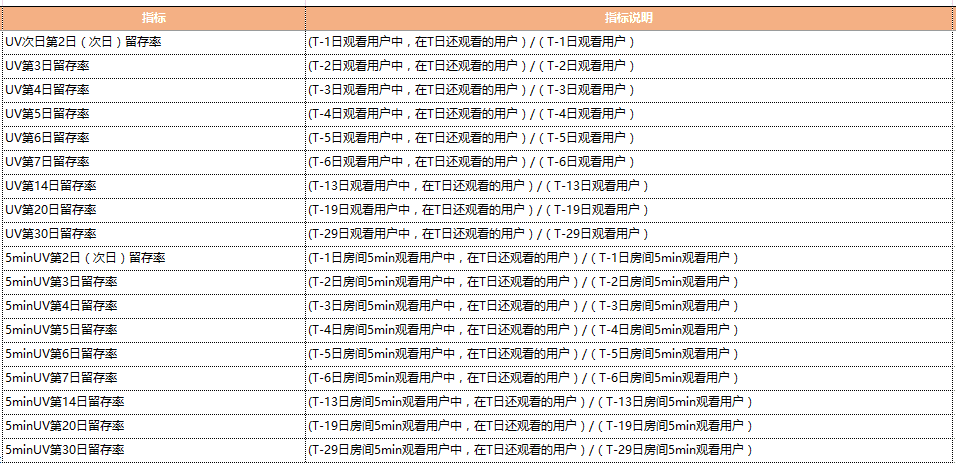 指标 指标说明
UV次日第2日（次日）留存率 (T-1日观看用户中，在T日还观看的用户）/（T-1日观看用户）
UV第3日留存率 (T-2日观看用户中，在T日还观看的用户）/（T-2日观看用户）
UV第4日留存率 (T-3日观看用户中，在T日还观看的用户）/（T-3日观看用户）
UV第5日留存率 (T-4日观看用户中，在T日还观看的用户）/（T-4日观看用户）
UV第6日留存率 (T-5日观看用户中，在T日还观看的用户）/（T-5日观看用户）
UV第7日留存率 (T-6日观看用户中，在T日还观看的用户）/（T-6日观看用户）
UV第14日留存率 (T-13日观看用户中，在T日还观看的用户）/（T-13日观看用户）
UV第20日留存率 (T-19日观看用户中，在T日还观看的用户）/（T-19日观看用户）
UV第30日留存率 (T-29日观看用户中，在T日还观看的用户）/（T-29日观看用户）
5minUV第2日（次日）留存率 (T-1日房间5min观看用户中，在T日还观看的用户）/（T-1日房间5min观看用户）
5minUV第3日留存率 (T-2日房间5min观看用户中，在T日还观看的用户）/（T-2日房间5min观看用户）
5minUV第4日留存率 (T-3日房间5min观看用户中，在T日还观看的用户）/（T-3日房间5min观看用户）
5minUV第5日留存率 (T-4日房间5min观看用户中，在T日还观看的用户）/（T-4日房间5min观看用户）
5minUV第6日留存率 (T-5日房间5min观看用户中，在T日还观看的用户）/（T-5日房间5min观看用户）
5minUV第7日留存率 (T-6日房间5min观看用户中，在T日还观看的用户）/（T-6日房间5min观看用户）
5minUV第14日留存率 (T-13日房间5min观看用户中，在T日还观看的用户）/（T-13日房间5min观看用户）
5minUV第20日留存率 (T-19日房间5min观看用户中，在T日还观看的用户）/（T-19日房间5min观看用户）
5minUV第30日留存率 (T-29日房间5min观看用户中，在T日还观看的用户）/（T-29日房间5min观看用户）